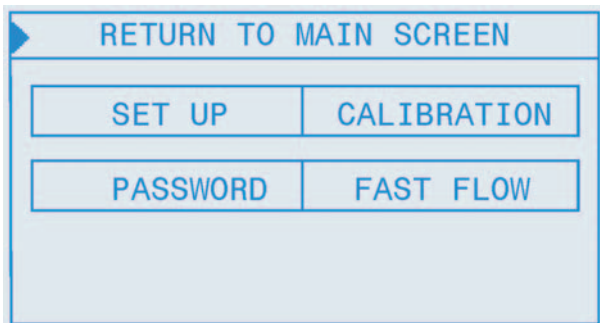 RETURN TO MAIN SCREEN
SET UP CALIBRATION
PASSWORD FAST FLOW